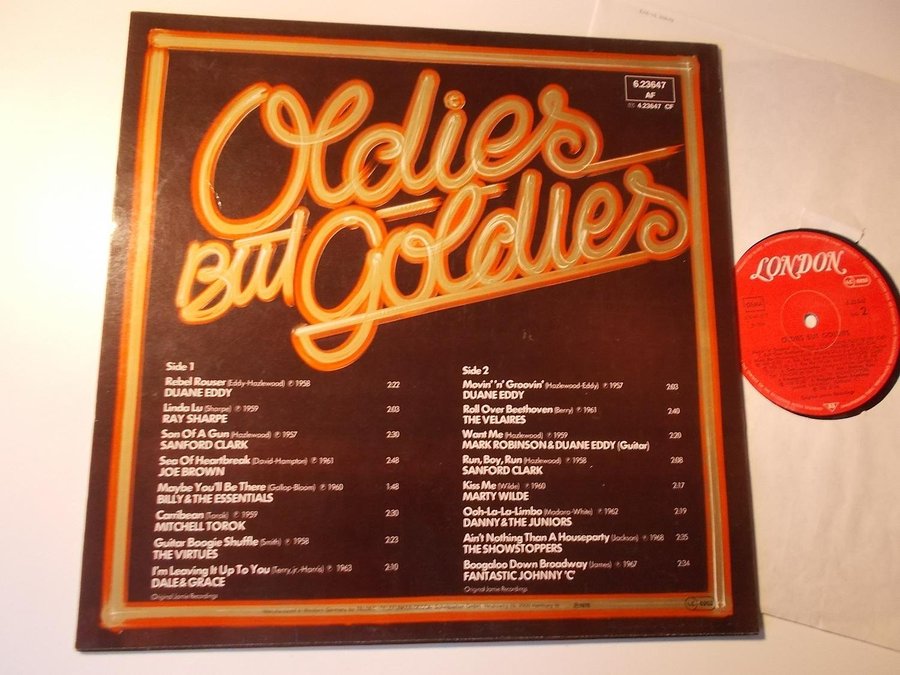 6.23647
AF
4.23647 CF
Oldies
But Goldies
Side 1
Rebel Rouser (Eddy-Hazlewood) ℗ 1958 2:22
DUANE EDDY
Linda Lu (Sharpe) ℗ 1959 2:03
RAY SHARPE
Son Of A Gun (Hazlewood) ℗ 1957 2:30
SANFORD CLARK
Sea Of Heartbreak (David-Hampton) ℗ 1961 2:48
JOE BROWN
Maybe You'll Be There (Gallop-Bloom) ℗ 1960 1:48
BILLY & THE ESSENTIALS
Carribean (Torok) ℗ 1959 2:30
MITCHELL TOROK
Guitar Boogie Shuffle (Smith) ℗ 1958 2:23
THE VIRTUES
I'm Leaving It Up To You (Terry, jr.-Harris) ℗ 1963 2:10
DALE & GRACE
Original Jamie Recordings
Side 2
Movin' 'n' Groovin' (Hazlewood-Eddy) ℗ 1957 2:03
DUANE EDDY
Roll Over Beethoven (Berry) ℗ 1961 2:40
THE VELAIRES
Want Me (Hazlewood) ℗ 1959 2:20
MARK ROBINSON & DUANE EDDY (Guitar)
Run, Boy, Run (Hazlewood) ℗ 1958 2:08
SANFORD CLARK
Kiss Me (Wilde) ℗ 1960 2:17
MARTY WILDE
Ooh-La-La-Limbo (Madara-White) ℗ 1962 2:19
DANNY & THE JUNIORS
Ain't Nothing Than A Houseparty (Jackson) ℗ 1968 2:35
THE SHOWSTOPPERS
Boogaloo Down Broadway (James) ℗ 1967 2:34
FANTASTIC JOHNNY 'C'
Original Jamie Recordings
LONDON
2
OLDIES BUT GOLDIES